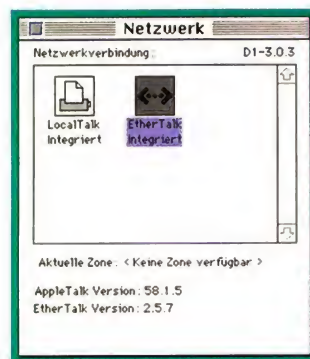 Netzwerk
Netzwerkverbindung: D1-3.0.3
LocalTalk
Integriert
EtherTalk
Integriert
Aktuelle Zone: < Keine Zone verfügbar >
AppleTalk Version: 58.1.5
EtherTalk Version: 2.5.7